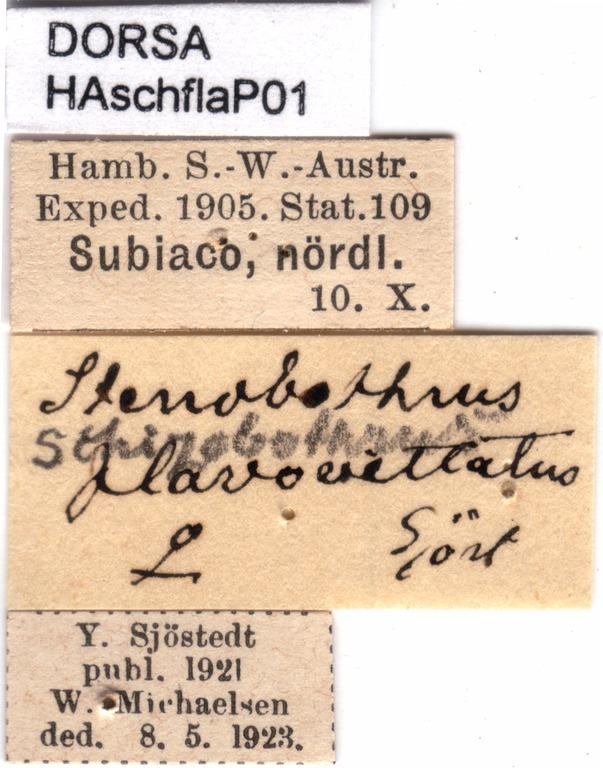 DORSA
HAschflaP01
Hamb. S.-W.-Austr.
Exped. 1905. Stat.109
Subiaco, nördl.
10. X.
Stenobothrus
Schizobothrus
flavovittatus
♀ Sjöst
Y. Sjöstedt
publ. 1921
W. Michaelsen
ded. 8. 5. 1923.